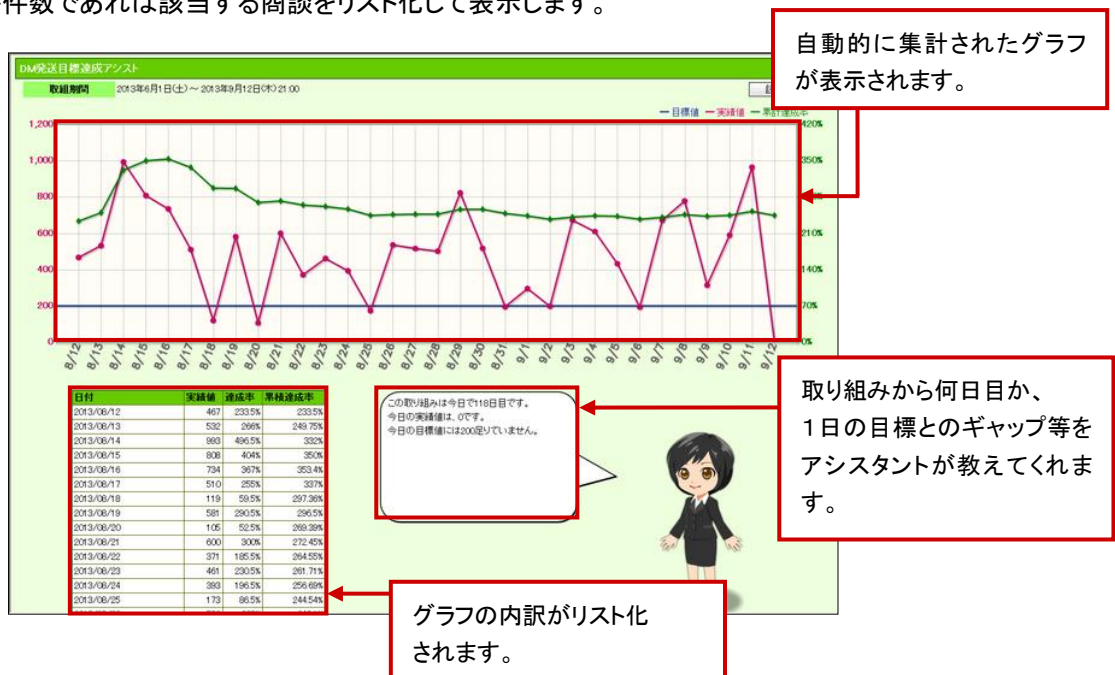 件数であれば該当する商談をリスト化して表示します。
自動的に集計されたグラフ
が表示されます。
DM発送目標達成アシスト
取組期間 2013年6月1日(土)～2013年9月12日(木) 21:00
目標値 実績値 累計達成率
1,200
1,000
800
600
400
200
0
420%
350%
210%
140%
70%
0%
8/12 8/13 8/14 8/15 8/16 8/17 8/18 8/19 8/20 8/21 8/22 8/23 8/24 8/25 8/26 8/27 8/28 8/29 8/30 8/31 9/1 9/2 9/3 9/4 9/5 9/6 9/7 9/8 9/9 9/10 9/11 9/12
日付 実績値 達成率 累積達成率
2013/08/12 467 233.5% 233.5%
2013/08/13 532 266% 249.75%
2013/08/14 993 496.5% 332%
2013/08/15 808 404% 350%
2013/08/16 734 367% 353.4%
2013/08/17 510 255% 337%
2013/08/18 119 59.5% 297.36%
2013/08/19 581 290.5% 296.5%
2013/08/20 105 52.5% 269.39%
2013/08/21 600 300% 272.45%
2013/08/22 371 185.5% 264.55%
2013/08/23 461 230.5% 261.71%
2013/08/24 393 196.5% 256.69%
2013/08/25 173 86.5% 244.54%
この取り組みは今日で118日目です。
今日の実績値は、0です。
今日の目標値には200足りていません。
取り組みから何日目か、
１日の目標とのギャップ等を
アシスタントが教えてくれま
す。
グラフの内訳がリスト化
されます。